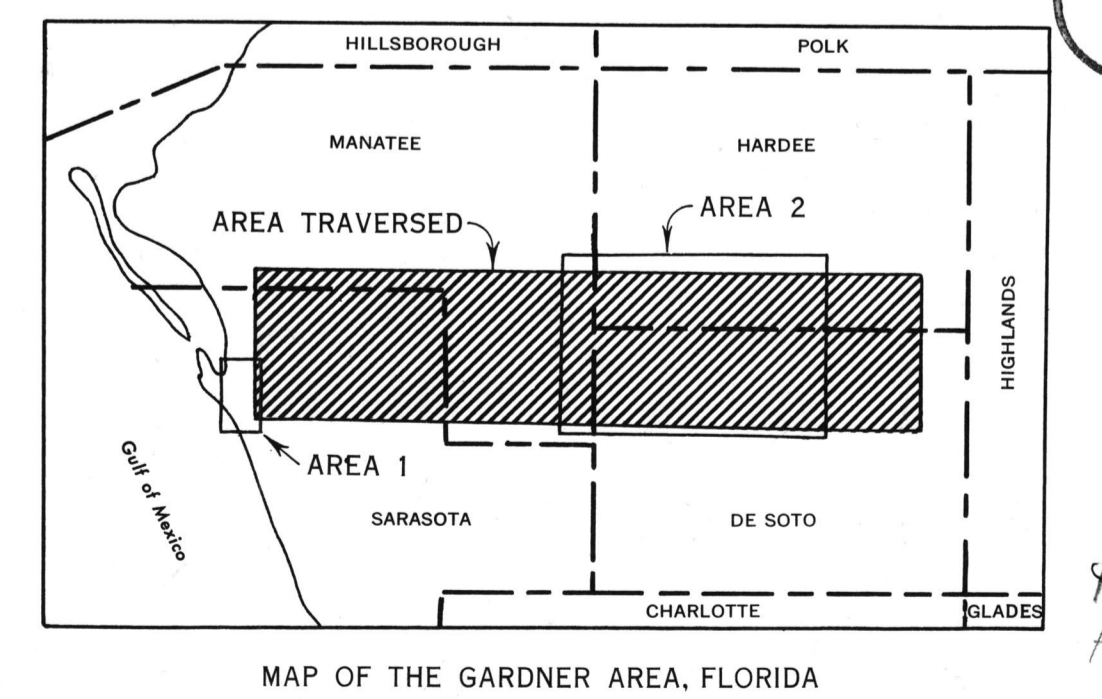 HILLSBOROUGH
POLK
MANATEE
HARDEE
AREA TRAVERSED
AREA 2
HIGHLANDS
AREA 1
Gulf of Mexico
SARASOTA
DE SOTO
CHARLOTTE
GLADES
MAP OF THE GARDNER AREA, FLORIDA